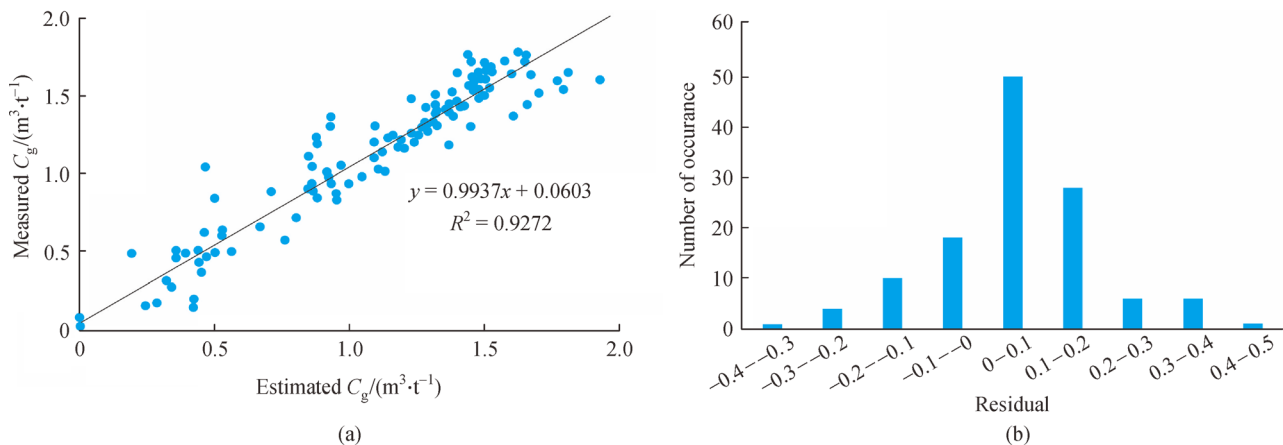 2.0
1.5
1.0
0.5
0
Measured Cg/(m³·t⁻¹)
y = 0.9937x + 0.0603
R² = 0.9272
0 0.5 1.0 1.5 2.0
Estimated Cg/(m³·t⁻¹)
(a)
60
50
40
30
20
10
0
Number of occurance
−0.4–−0.3 −0.3–−0.2 −0.2–−0.1 −0.1–−0 0–0.1 0.1–0.2 0.2–0.3 0.3–0.4 0.4–0.5
Residual
(b)